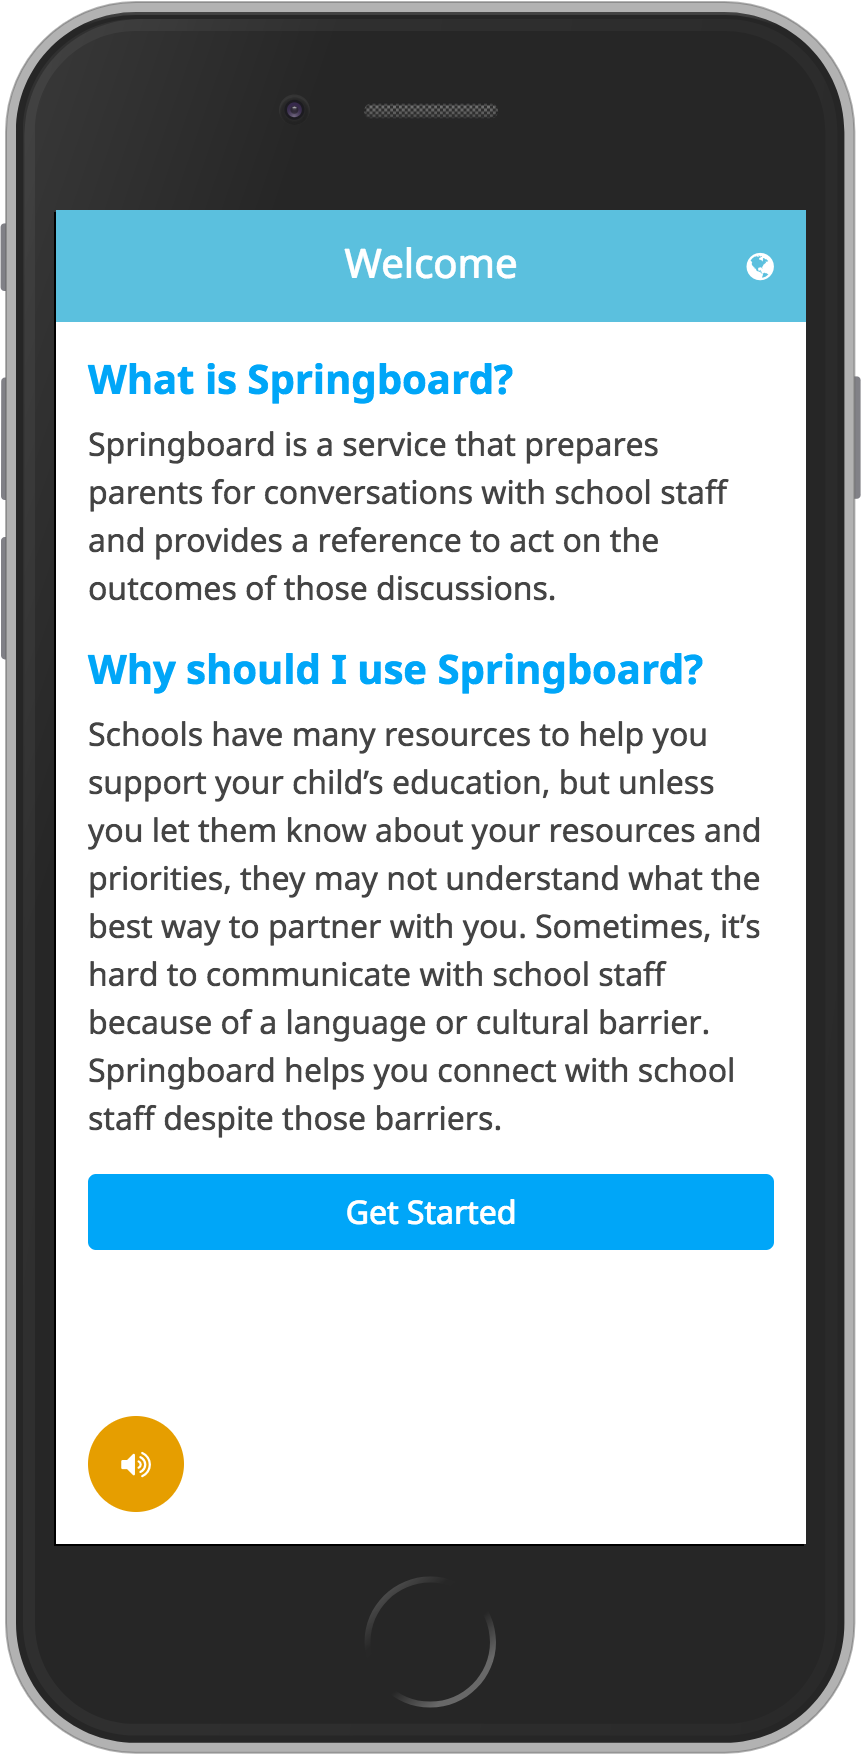 Welcome
What is Springboard?
Springboard is a service that prepares
parents for conversations with school staff
and provides a reference to act on the
outcomes of those discussions.
Why should I use Springboard?
Schools have many resources to help you
support your child’s education, but unless
you let them know about your resources and
priorities, they may not understand what the
best way to partner with you. Sometimes, it’s
hard to communicate with school staff
because of a language or cultural barrier.
Springboard helps you connect with school
staff despite those barriers.
Get Started